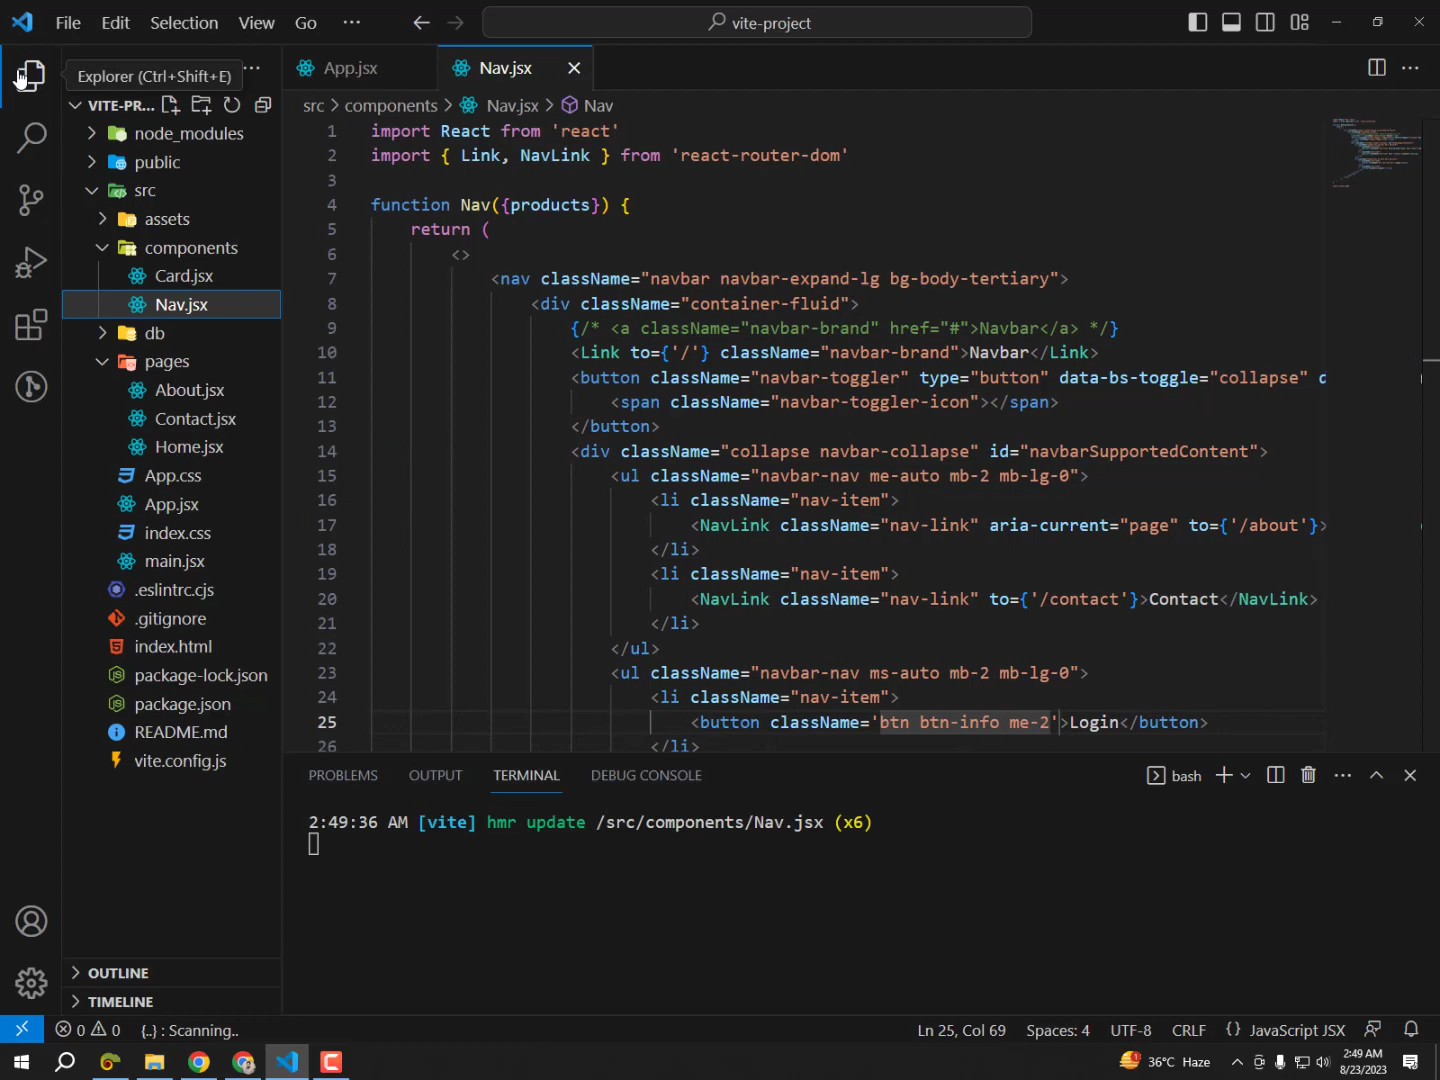 File Edit Selection View Go ··· vite-project
Explorer (Ctrl+Shift+E) ···
App.jsx
Nav.jsx
VITE-PR...
node_modules
public
src
assets
components
Card.jsx
Nav.jsx
db
pages
About.jsx
Contact.jsx
Home.jsx
App.css
App.jsx
index.css
main.jsx
.eslintrc.cjs
.gitignore
index.html
package-lock.json
package.json
README.md
vite.config.js
OUTLINE
TIMELINE
src > components > Nav.jsx > Nav
1 import React from 'react'
2 import { Link, NavLink } from 'react-router-dom'
3
4 function Nav({products}) {
5 return (
6 <>
7 <nav className="navbar navbar-expand-lg bg-body-tertiary">
8 <div className="container-fluid">
9 {/* <a className="navbar-brand" href="#">Navbar</a> */}
10 <Link to={'/'} className="navbar-brand">Navbar</Link>
11 <button className="navbar-toggler" type="button" data-bs-toggle="collapse" d
12 <span className="navbar-toggler-icon"></span>
13 </button>
14 <div className="collapse navbar-collapse" id="navbarSupportedContent">
15 <ul className="navbar-nav me-auto mb-2 mb-lg-0">
16 <li className="nav-item">
17 <NavLink className="nav-link" aria-current="page" to={'/about'}>
18 </li>
19 <li className="nav-item">
20 <NavLink className="nav-link" to={'/contact'}>Contact</NavLink>
21 </li>
22 </ul>
23 <ul className="navbar-nav ms-auto mb-2 mb-lg-0">
24 <li className="nav-item">
25 <button className='btn btn-info me-2'>Login</button>
26 </li>
PROBLEMS OUTPUT TERMINAL DEBUG CONSOLE bash
2:49:36 AM [vite] hmr update /src/components/Nav.jsx (x6)
0 0 {..} : Scanning.. Ln 25, Col 69 Spaces: 4 UTF-8 CRLF {} JavaScript JSX
1 36°C Haze 2:49 AM
8/23/2023